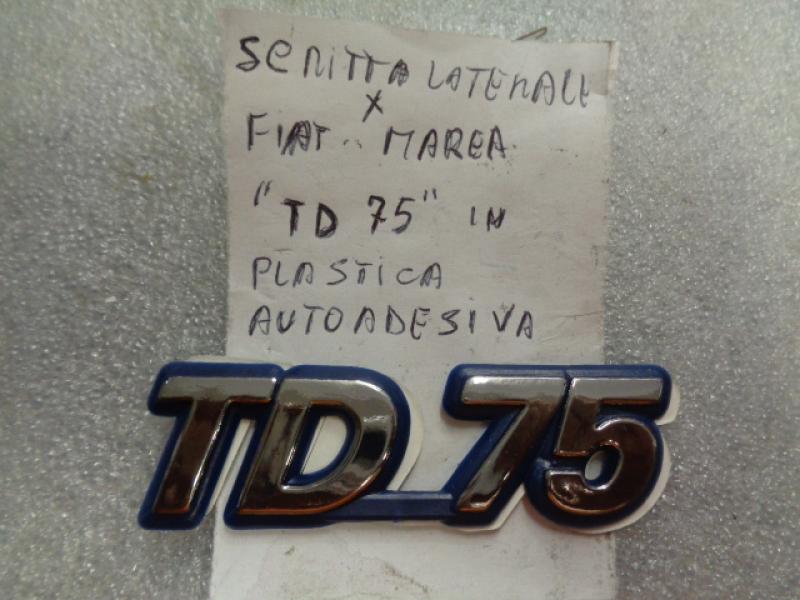 SCRITTA LATERALE
X
FIAT MAREA
"TD 75" IN
PLASTICA
AUTOADESIVA
TD 75